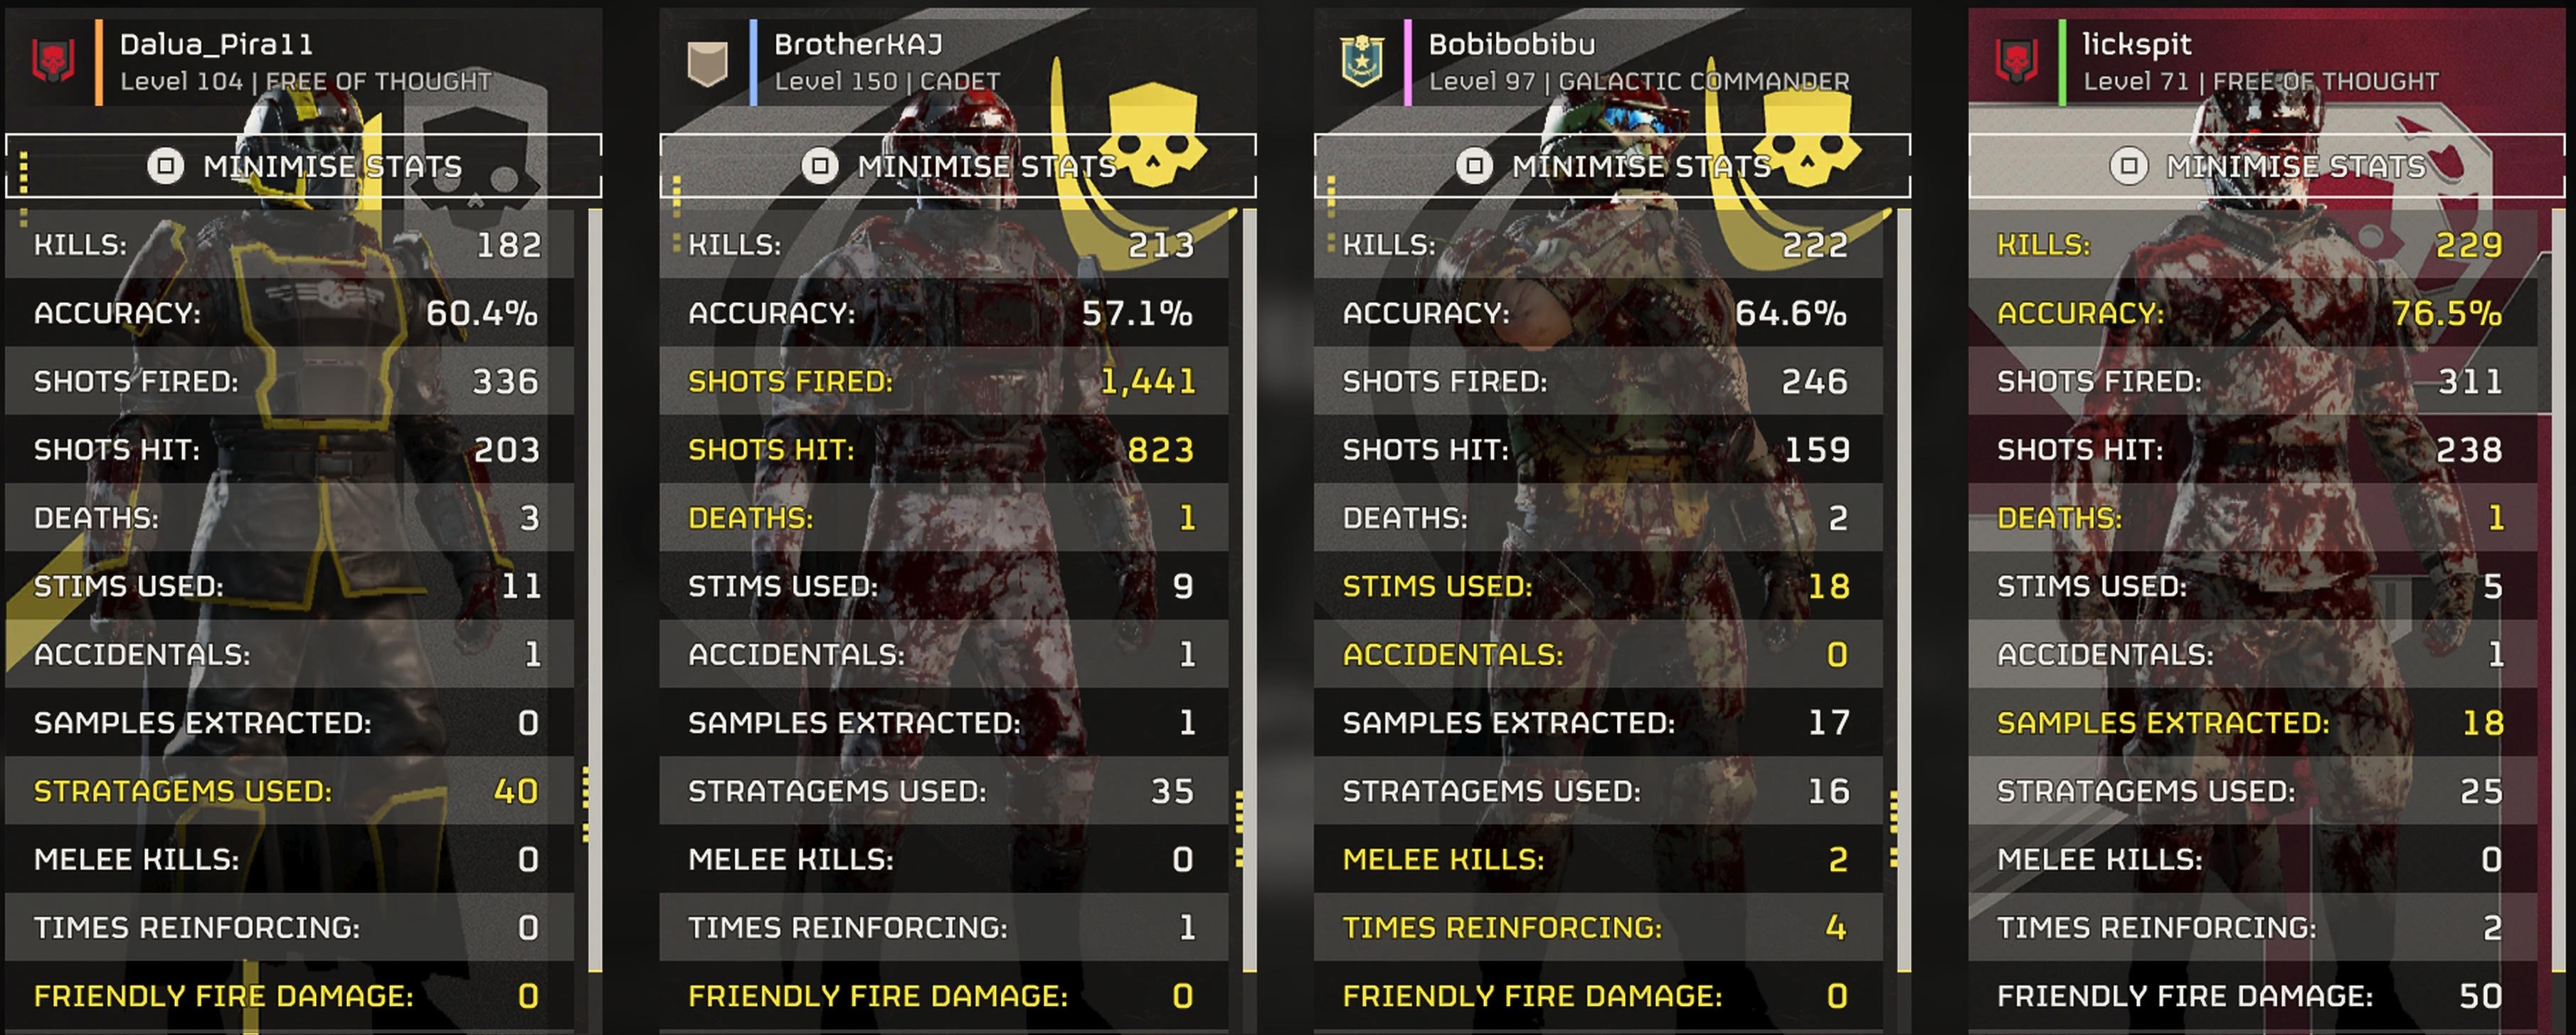 Dalua_Pira11
Level 104 | FREE OF THOUGHT
MINIMISE STATS
KILLS: 182
ACCURACY: 60.4%
SHOTS FIRED: 336
SHOTS HIT: 203
DEATHS: 3
STIMS USED: 11
ACCIDENTALS: 1
SAMPLES EXTRACTED: 0
STRATAGEMS USED: 40
MELEE KILLS: 0
TIMES REINFORCING: 0
FRIENDLY FIRE DAMAGE: 0
BrotherKAJ
Level 150 | CADET
MINIMISE STATS
KILLS: 213
ACCURACY: 57.1%
SHOTS FIRED: 1,441
SHOTS HIT: 823
DEATHS: 1
STIMS USED: 9
ACCIDENTALS: 1
SAMPLES EXTRACTED: 1
STRATAGEMS USED: 35
MELEE KILLS: 0
TIMES REINFORCING: 1
FRIENDLY FIRE DAMAGE: 0
Bobibobibu
Level 97 | GALACTIC COMMANDER
MINIMISE STATS
KILLS: 222
ACCURACY: 64.6%
SHOTS FIRED: 246
SHOTS HIT: 159
DEATHS: 2
STIMS USED: 18
ACCIDENTALS: 0
SAMPLES EXTRACTED: 17
STRATAGEMS USED: 16
MELEE KILLS: 2
TIMES REINFORCING: 4
FRIENDLY FIRE DAMAGE: 0
lickspit
Level 71 | FREE OF THOUGHT
MINIMISE STATS
KILLS: 229
ACCURACY: 76.5%
SHOTS FIRED: 311
SHOTS HIT: 238
DEATHS: 1
STIMS USED: 5
ACCIDENTALS: 1
SAMPLES EXTRACTED: 18
STRATAGEMS USED: 25
MELEE KILLS: 0
TIMES REINFORCING: 2
FRIENDLY FIRE DAMAGE: 50